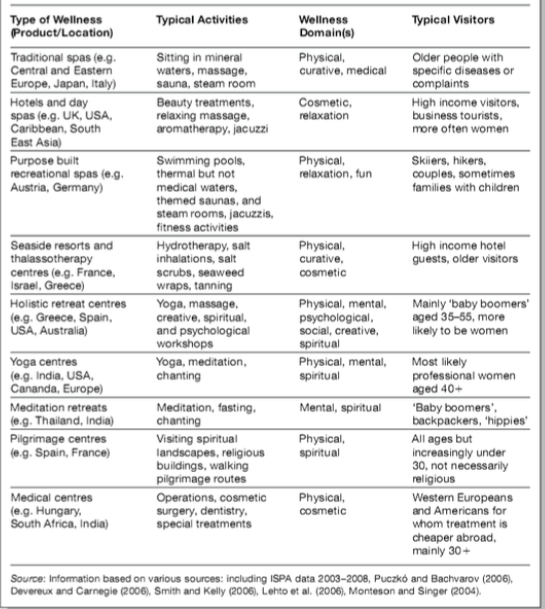 Type of Wellness (Product/Location) Typical Activities Wellness Domain(s) Typical Visitors
Traditional spas (e.g. Central and Eastern Europe, Japan, Italy) Sitting in mineral waters, massage, sauna, steam room Physical, curative, medical Older people with specific diseases or complaints
Hotels and day spas (e.g. UK, USA, Caribbean, South East Asia) Beauty treatments, relaxing massage, aromatherapy, jacuzzi Cosmetic, relaxation High income visitors, business tourists, more often women
Purpose built recreational spas (e.g. Austria, Germany) Swimming pools, thermal but not medical waters, themed saunas, and steam rooms, jacuzzis, fitness activities Physical, relaxation, fun Skiiers, hikers, couples, sometimes families with children
Seaside resorts and thalassotherapy centres (e.g. France, Israel, Greece) Hydrotherapy, salt inhalations, salt scrubs, seaweed wraps, tanning Physical, curative, cosmetic High income hotel guests, older visitors
Holistic retreat centres (e.g. Greece, Spain, USA, Australia) Yoga, massage, creative, spiritual, and psychological workshops Physical, mental, psychological, social, creative, spiritual Mainly 'baby boomers' aged 35–55, more likely to be women
Yoga centres (e.g. India, USA, Cananda, Europe) Yoga, meditation, chanting Physical, mental, spiritual Most likely professional women aged 40+
Meditation retreats (e.g. Thailand, India) Meditation, fasting, chanting Mental, spiritual 'Baby boomers', backpackers, 'hippies'
Pilgrimage centres (e.g. Spain, France) Visiting spiritual landscapes, religious buildings, walking pilgrimage routes Physical, spiritual All ages but increasingly under 30, not necessarily religious
Medical centres (e.g. Hungary, South Africa, India) Operations, cosmetic surgery, dentistry, special treatments Physical, cosmetic Western Europeans and Americans for whom treatment is cheaper abroad, mainly 30+
Source: Information based on various sources: including ISPA data 2003–2008, Puczkó and Bachvarov (2006),
Devereux and Carnegie (2006), Smith and Kelly (2006), Lehto et al. (2006), Monteson and Singer (2004).